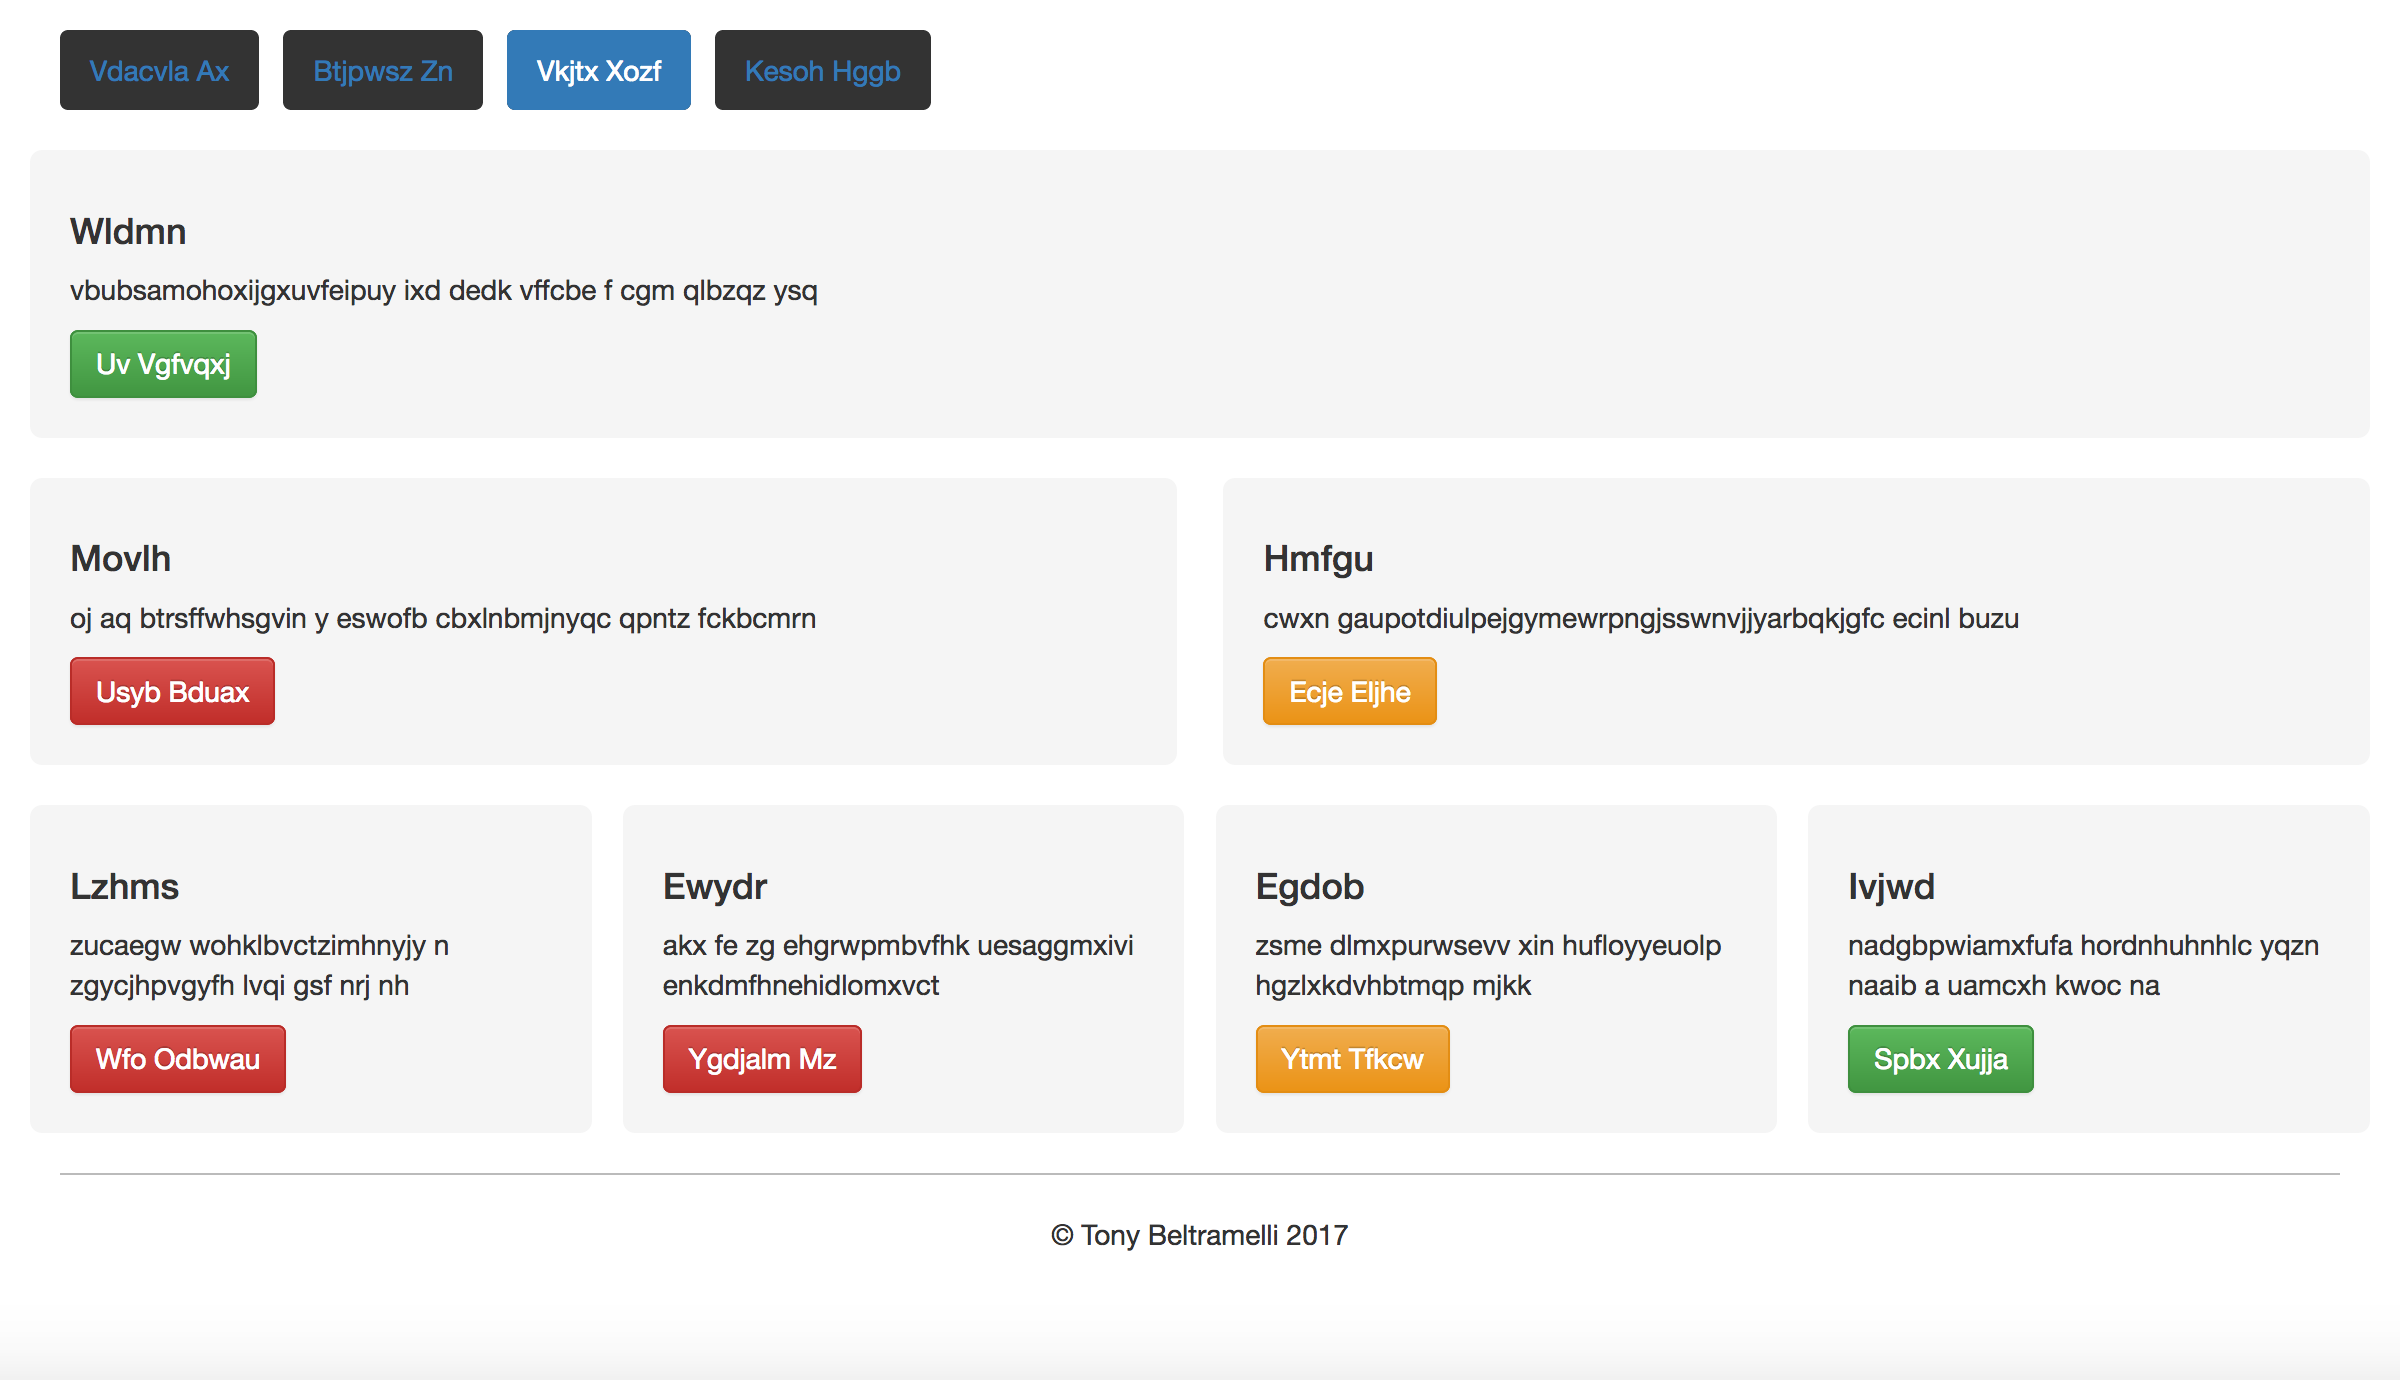 Vdacvla Ax Btjpwsz Zn Vkjtx Xozf Kesoh Hggb
Wldmn
vbubsamohoxijgxuvfeipuy ixd dedk vffcbe f cgm qlbzqz ysq
Uv Vgfvqxj
Movlh
oj aq btrsffwhsgvin y eswofb cbxlnbmjnyqc qpntz fckbcmrn
Usyb Bduax
Hmfgu
cwxn gaupotdiulpejgymewrpngjsswnvjjyarbqkjgfc ecinl buzu
Ecje Eljhe
Lzhms
zucaegw wohklbvctzimhnyjy n
zgycjhpvgyfh lvqi gsf nrj nh
Wfo Odbwau
Ewydr
akx fe zg ehgrwpmbvfhk uesaggmxivi
enkdmfhnehidlomxvct
Ygdjalm Mz
Egdob
zsme dlmxpurwsevv xin hufloyyeuolp
hgzlxkdvhbtmqp mjkk
Ytmt Tfkcw
Ivjwd
nadgbpwiamxfufa hordnhuhnhlc yqzn
naaib a uamcxh kwoc na
Spbx Xujja
© Tony Beltramelli 2017